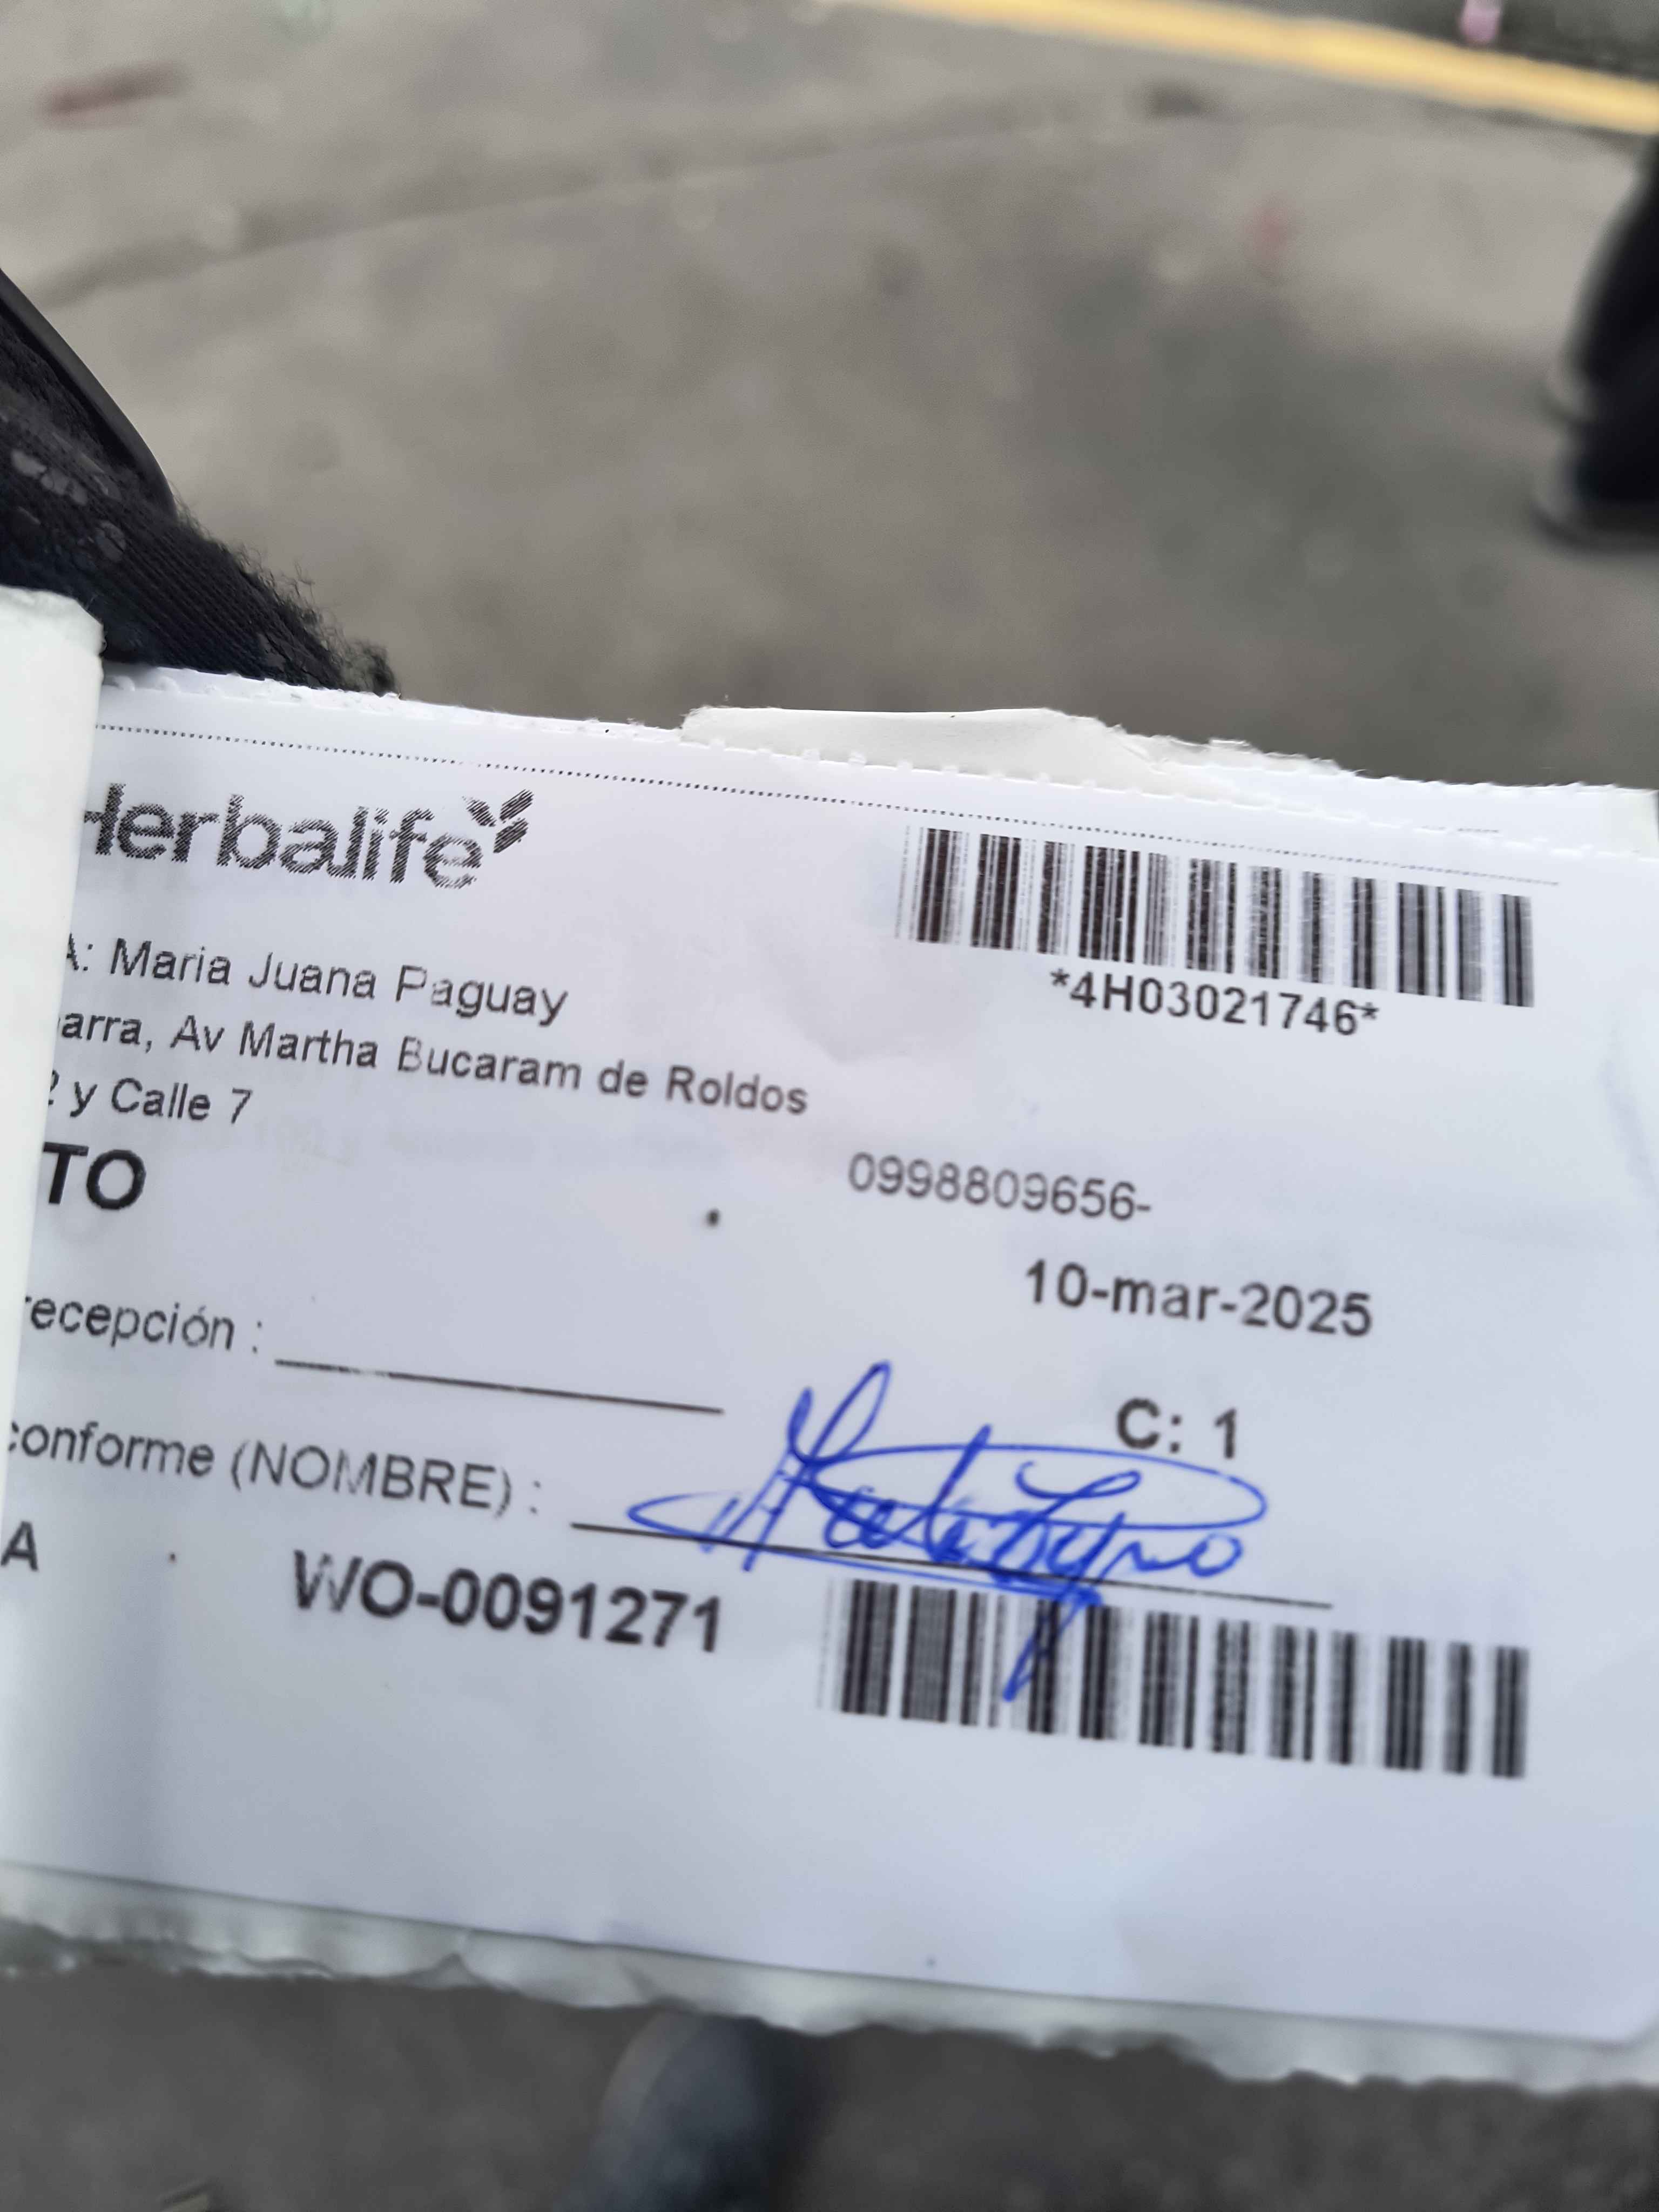 Herbalife
*4H03021746*
A: Maria Juana Paguay
arra, Av Martha Bucaram de Roldos
2 y Calle 7
TO
0998809656-
10-mar-2025
recepción :
C: 1
conforme (NOMBRE) :
A
WO-0091271